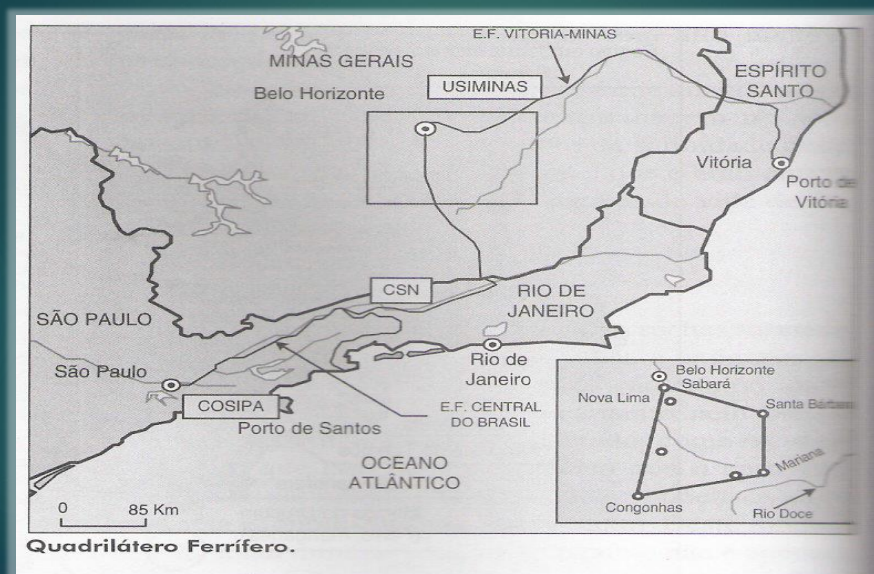 E.F. VITÓRIA-MINAS
MINAS GERAIS
Belo Horizonte
USIMINAS
ESPÍRITO
SANTO
Vitória
Porto de
Vitória
CSN
RIO DE
JANEIRO
SÃO PAULO
São Paulo
Rio de
Janeiro
COSIPA
Porto de Santos
E.F. CENTRAL
DO BRASIL
OCEANO
ATLÂNTICO
0 85 Km
Belo Horizonte
Sabará
Nova Lima
Santa Bárbara
Mariana
Congonhas
Rio Doce
Quadrilátero Ferrífero.